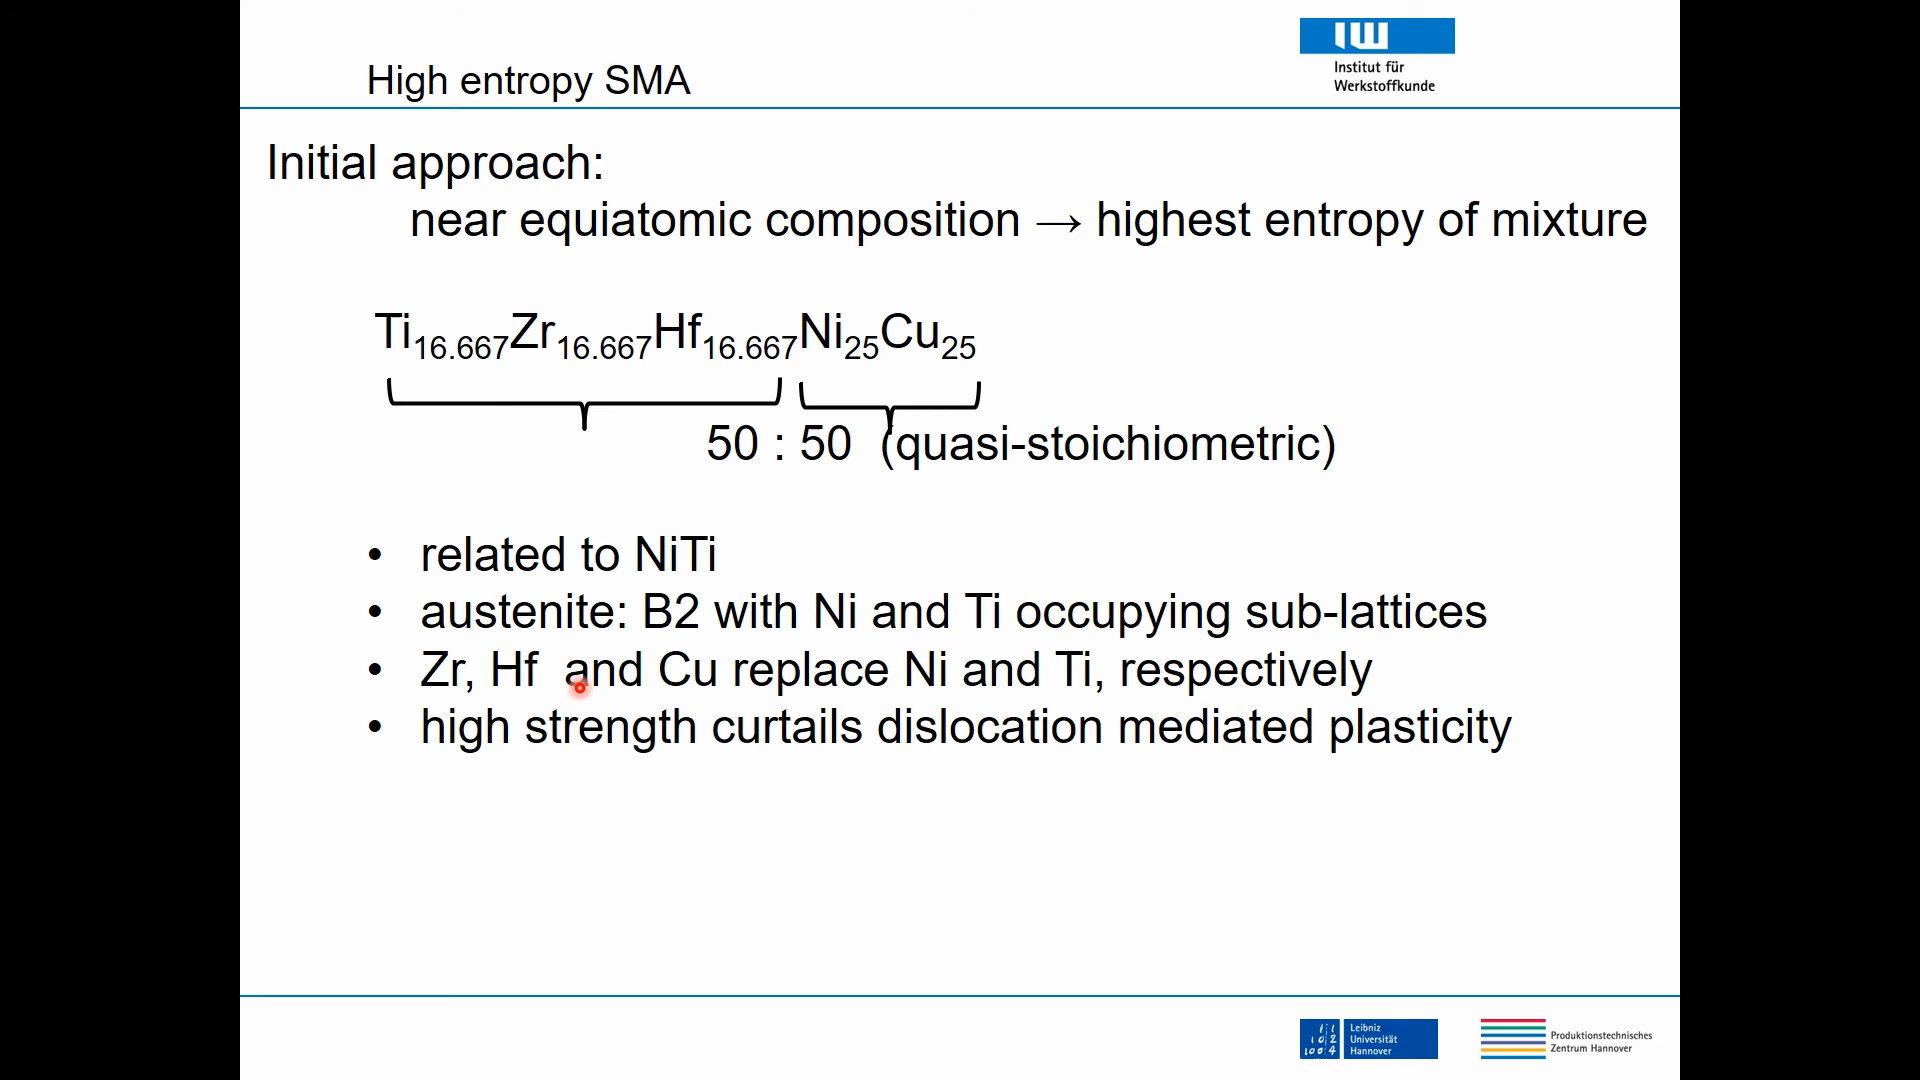 IW
Institut für
Werkstoffkunde
High entropy SMA
Initial approach:
near equiatomic composition → highest entropy of mixture
Ti16.667Zr16.667Hf16.667Ni25Cu25
50 : 50 (quasi-stoichiometric)
• related to NiTi
• austenite: B2 with Ni and Ti occupying sub-lattices
• Zr, Hf and Cu replace Ni and Ti, respectively
• high strength curtails dislocation mediated plasticity
Leibniz
Universität
Hannover
Produktionstechnisches
Zentrum Hannover